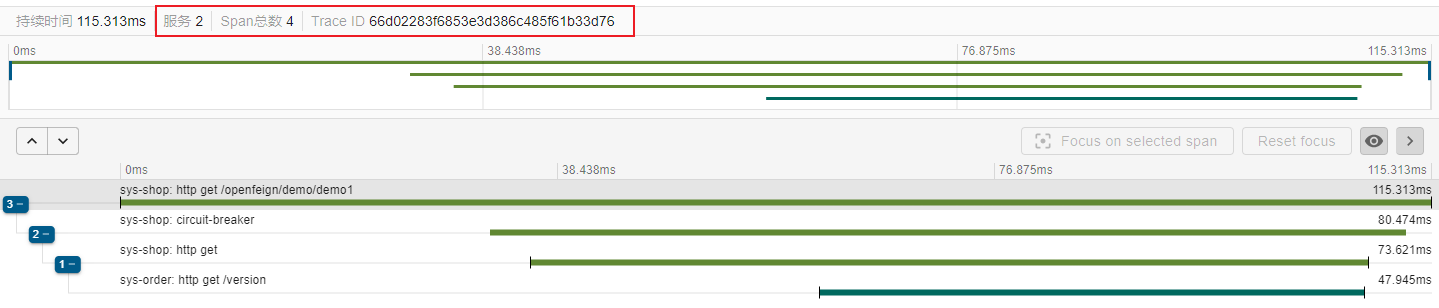 持续时间 115.313ms 服务 2 Span总数 4 Trace ID 66d02283f6853e3d386c485f61b33d76
0ms 38.438ms 76.875ms 115.313ms
Focus on selected span Reset focus
0ms 38.438ms 76.875ms 115.313ms
sys-shop: http get /openfeign/demo/demo1 115.313ms
3 −
sys-shop: circuit-breaker 80.474ms
2 −
sys-shop: http get 73.621ms
1 −
sys-order: http get /version 47.945ms